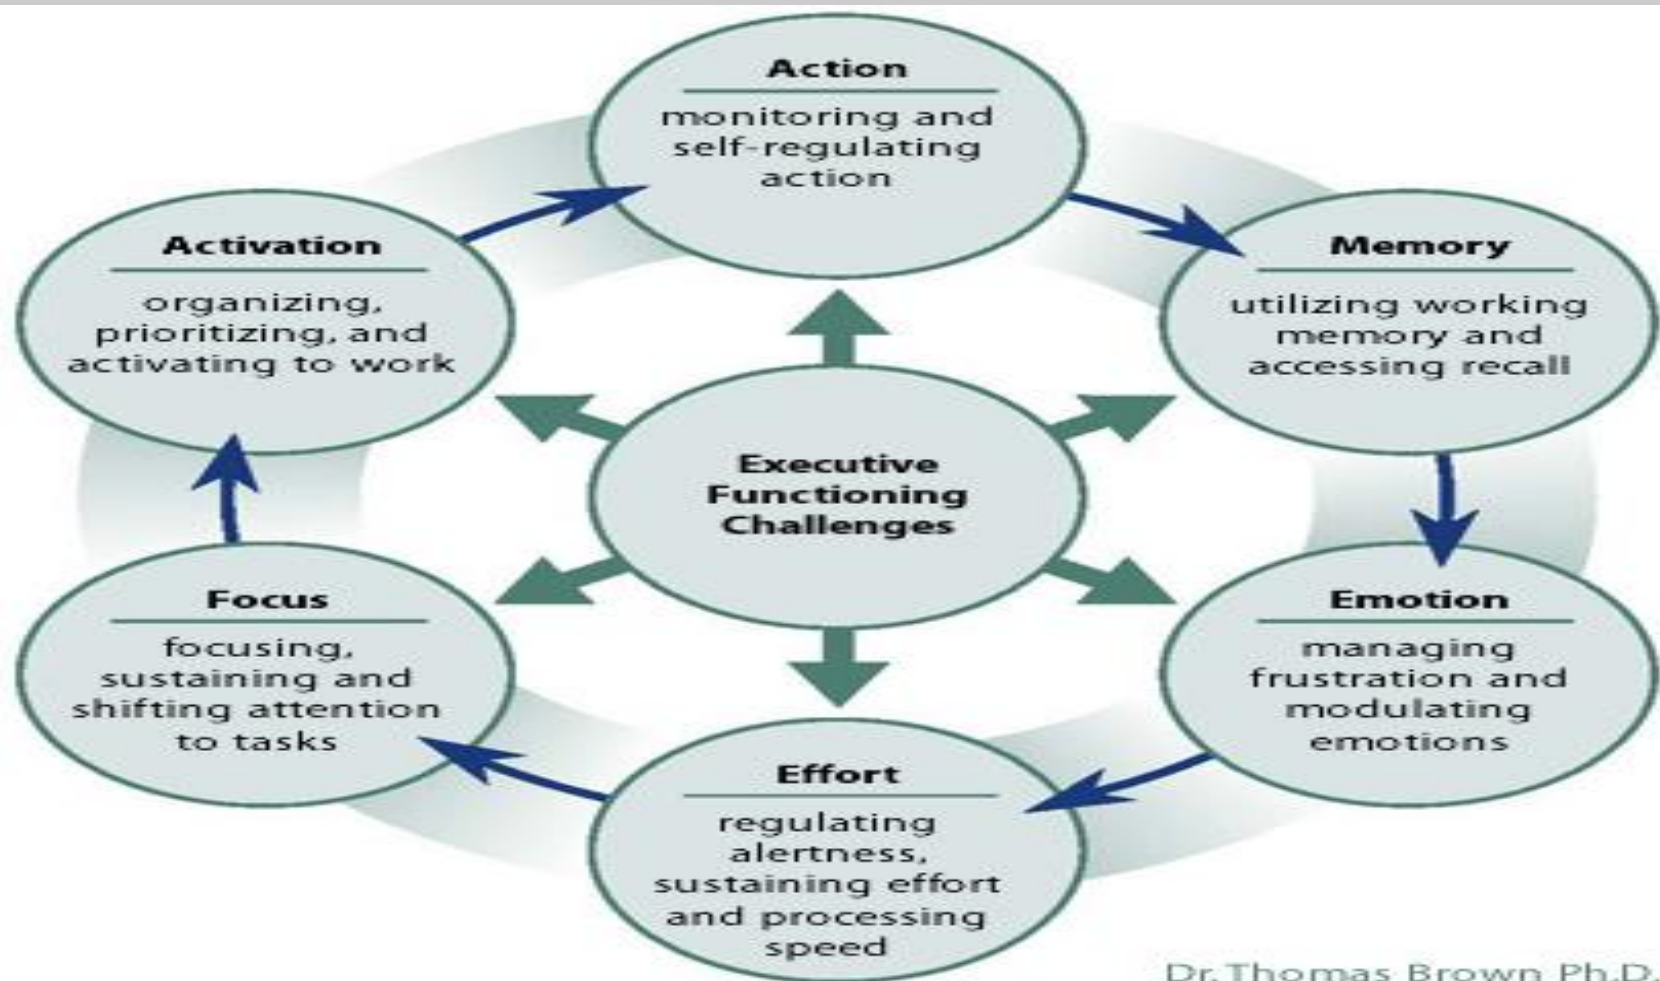 Action
monitoring and
self-regulating
action
Memory
utilizing working
memory and
accessing recall
Emotion
managing
frustration and
modulating
emotions
Effort
regulating
alertness,
sustaining effort
and processing
speed
Focus
focusing,
sustaining and
shifting attention
to tasks
Activation
organizing,
prioritizing, and
activating to work
Executive
Functioning
Challenges
Dr. Thomas Brown Ph.D.